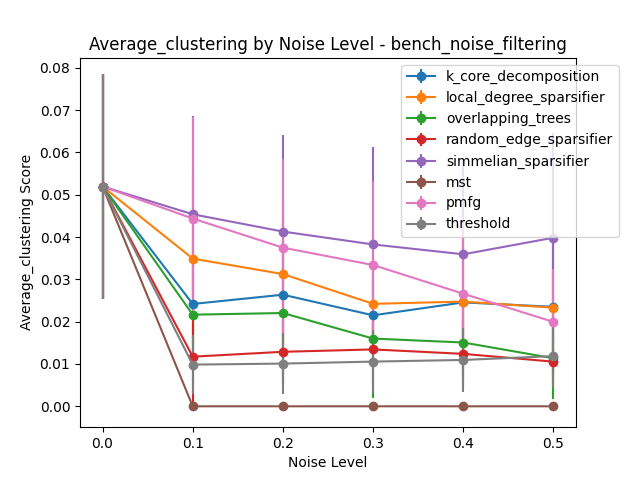 Average_clustering by Noise Level - bench_noise_filtering
Average_clustering Score
0.08
0.07
0.06
0.05
0.04
0.03
0.02
0.01
0.00
k_core_decomposition
local_degree_sparsifier
overlapping_trees
random_edge_sparsifier
simmelian_sparsifier
mst
pmfg
threshold
0.0 0.1 0.2 0.3 0.4 0.5
Noise Level